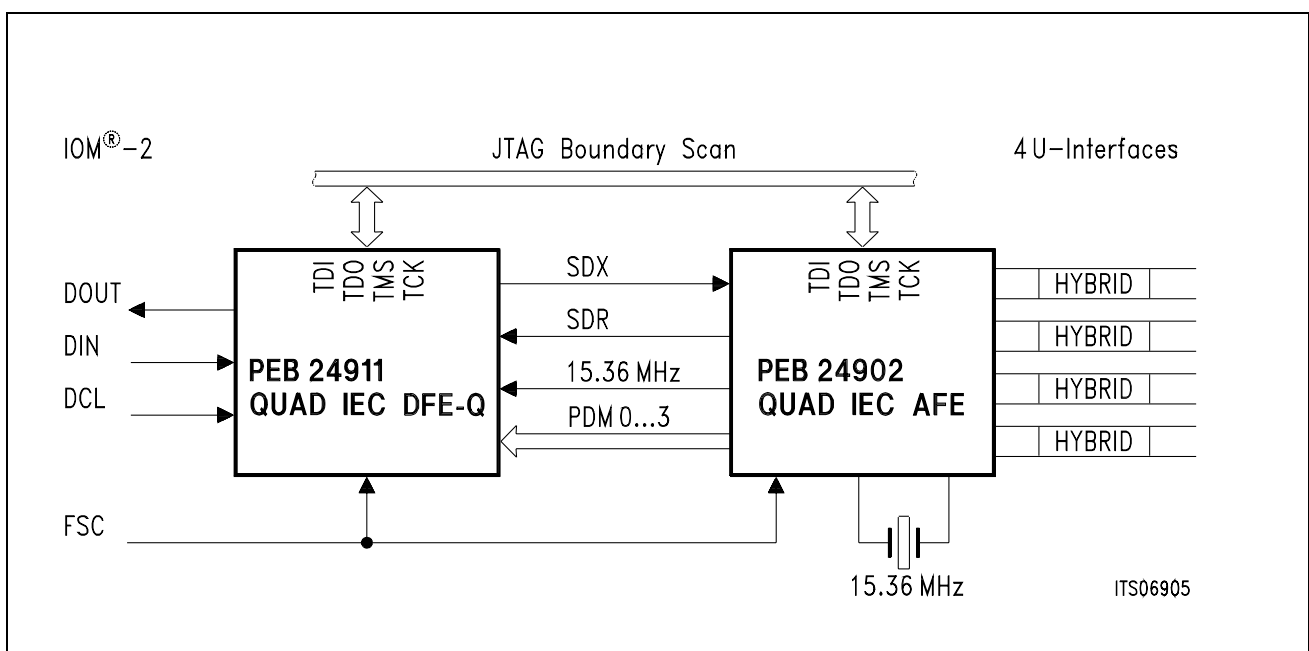 IOM®-2
JTAG Boundary Scan
4 U-Interfaces
TDI
TDO
TMS
TCK
TDI
TDO
TMS
TCK
DOUT
DIN
DCL
FSC
PEB 24911
QUAD IEC DFE-Q
SDX
SDR
15.36 MHz
PDM 0...3
PEB 24902
QUAD IEC AFE
HYBRID
HYBRID
HYBRID
HYBRID
15.36 MHz
ITS06905